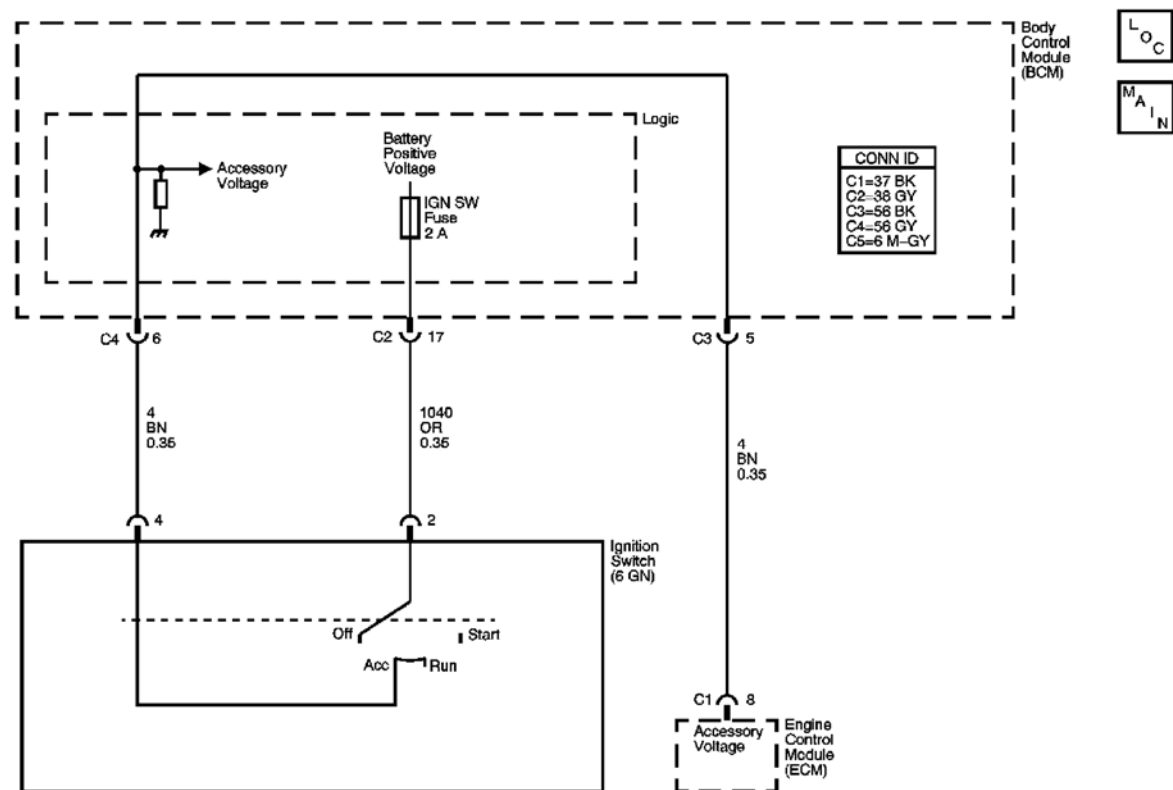 Body
Control
Module
(BCM)
LOC
MAIN
Logic
Battery
Positive
Voltage
Accessory
Voltage
IGN SW
Fuse
2 A
CONN ID
C1=37 BK
C2=38 GY
C3=56 BK
C4=56 GY
C5=6 M-GY
C4 6
C2 17
C3 5
4
BN
0.35
1040
OR
0.35
4
BN
0.35
4
2
Ignition
Switch
(6 GN)
Off
Start
Acc
Run
C1 8
Accessory
Voltage
Engine
Control
Module
(ECM)